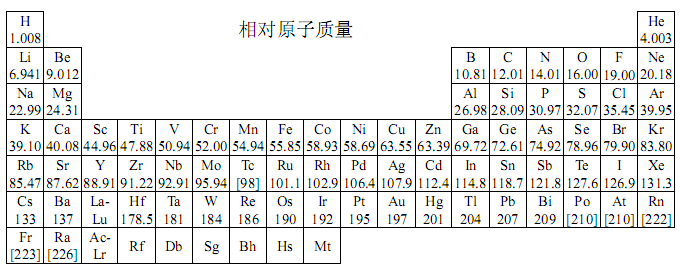 H 相对原子质量 He
1.008 4.003
Li Be B C N O F Ne
6.941 9.012 10.81 12.01 14.01 16.00 19.00 20.18
Na Mg Al Si P S Cl Ar
22.99 24.31 26.98 28.09 30.97 32.07 35.45 39.95
K Ca Sc Ti V Cr Mn Fe Co Ni Cu Zn Ga Ge As Se Br Kr
39.10 40.08 44.96 47.88 50.94 52.00 54.94 55.85 58.93 58.69 63.55 63.39 69.72 72.61 74.92 78.96 79.90 83.80
Rb Sr Y Zr Nb Mo Tc Ru Rh Pd Ag Cd In Sn Sb Te I Xe
85.47 87.62 88.91 91.22 92.91 95.94 [98] 101.1 102.9 106.4 107.9 112.4 114.8 118.7 121.8 127.6 126.9 131.3
Cs Ba La- Hf Ta W Re Os Ir Pt Au Hg Tl Pb Bi Po At Rn
133 137 Lu 178.5 181 184 186 190 192 195 197 201 204 207 209 [210] [210] [222]
Fr Ra Ac- Rf Db Sg Bh Hs Mt
[223] [226] Lr